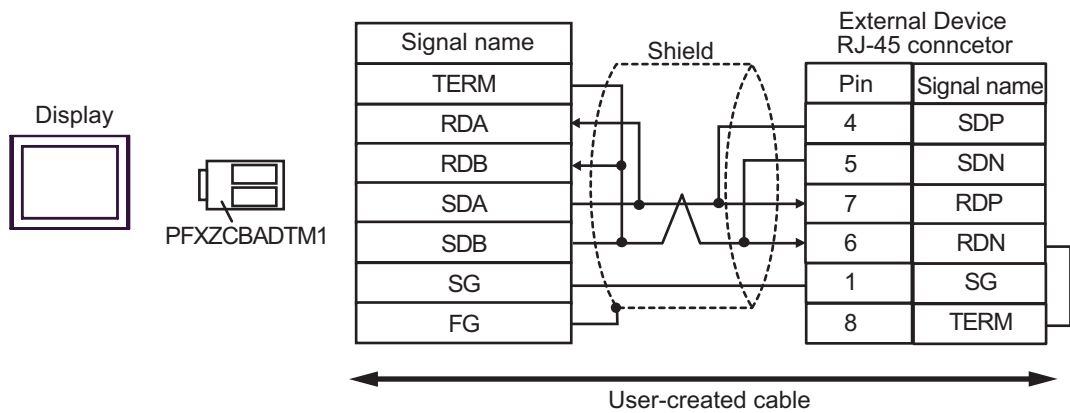 External Device
RJ-45 conncetor
Signal name
Shield
Pin Signal name
TERM
Display
4 SDP
RDA
5 SDN
RDB
7 RDP
SDA
PFXZCBADTM1
6 RDN
SDB
1 SG
SG
8 TERM
FG
User-created cable